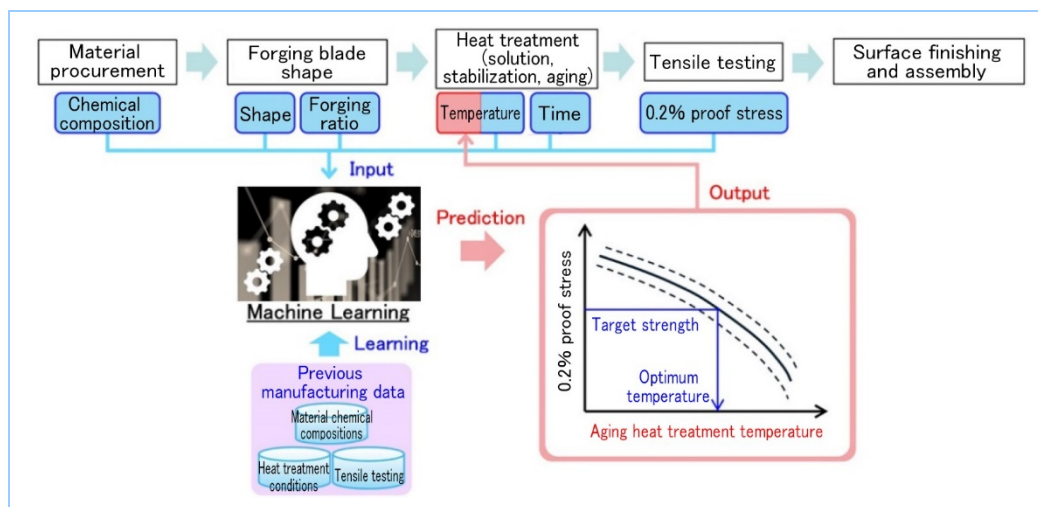 Material
procurement
Forging blade
shape
Heat treatment
(solution,
stabilization, aging)
Tensile testing
Surface finishing
and assembly
Chemical
composition
Shape
Forging
ratio
Temperature
Time
0.2% proof stress
Input
Output
Prediction
Machine Learning
Learning
Previous
manufacturing data
Material chemical
compositions
Heat treatment
conditions
Tensile testing
0.2% proof stress
Target strength
Optimum
temperature
Aging heat treatment temperature